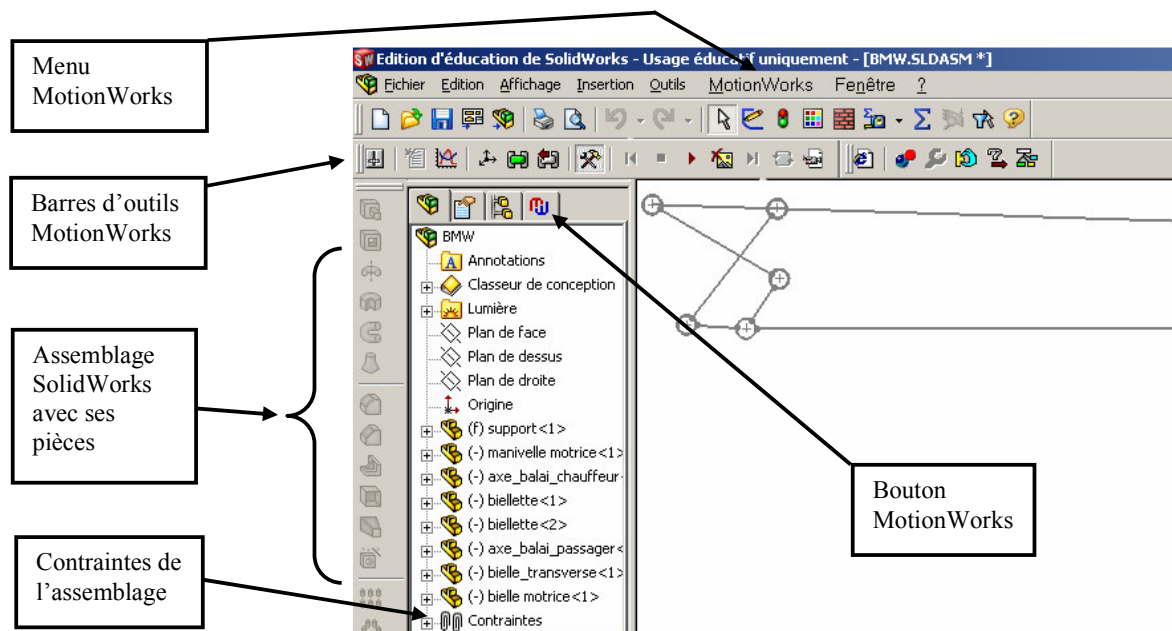 Menu
MotionWorks
Edition d'éducation de SolidWorks - Usage éducatif uniquement - [BMW.SLDASM *]
Fichier Edition Affichage Insertion Outils MotionWorks Fenêtre ?
Barres d'outils
MotionWorks
BMW
Annotations
Classeur de conception
Lumière
Plan de face
Plan de dessus
Plan de droite
Origine
(f) support<1>
(-) manivelle motrice<1>
(-) axe_balai_chauffeur
(-) biellette<1>
(-) biellette<2>
(-) axe_balai_passager<
(-) bielle_transverse<1>
(-) bielle motrice<1>
Contraintes
Assemblage
SolidWorks
avec ses
pièces
Bouton
MotionWorks
Contraintes de
l'assemblage